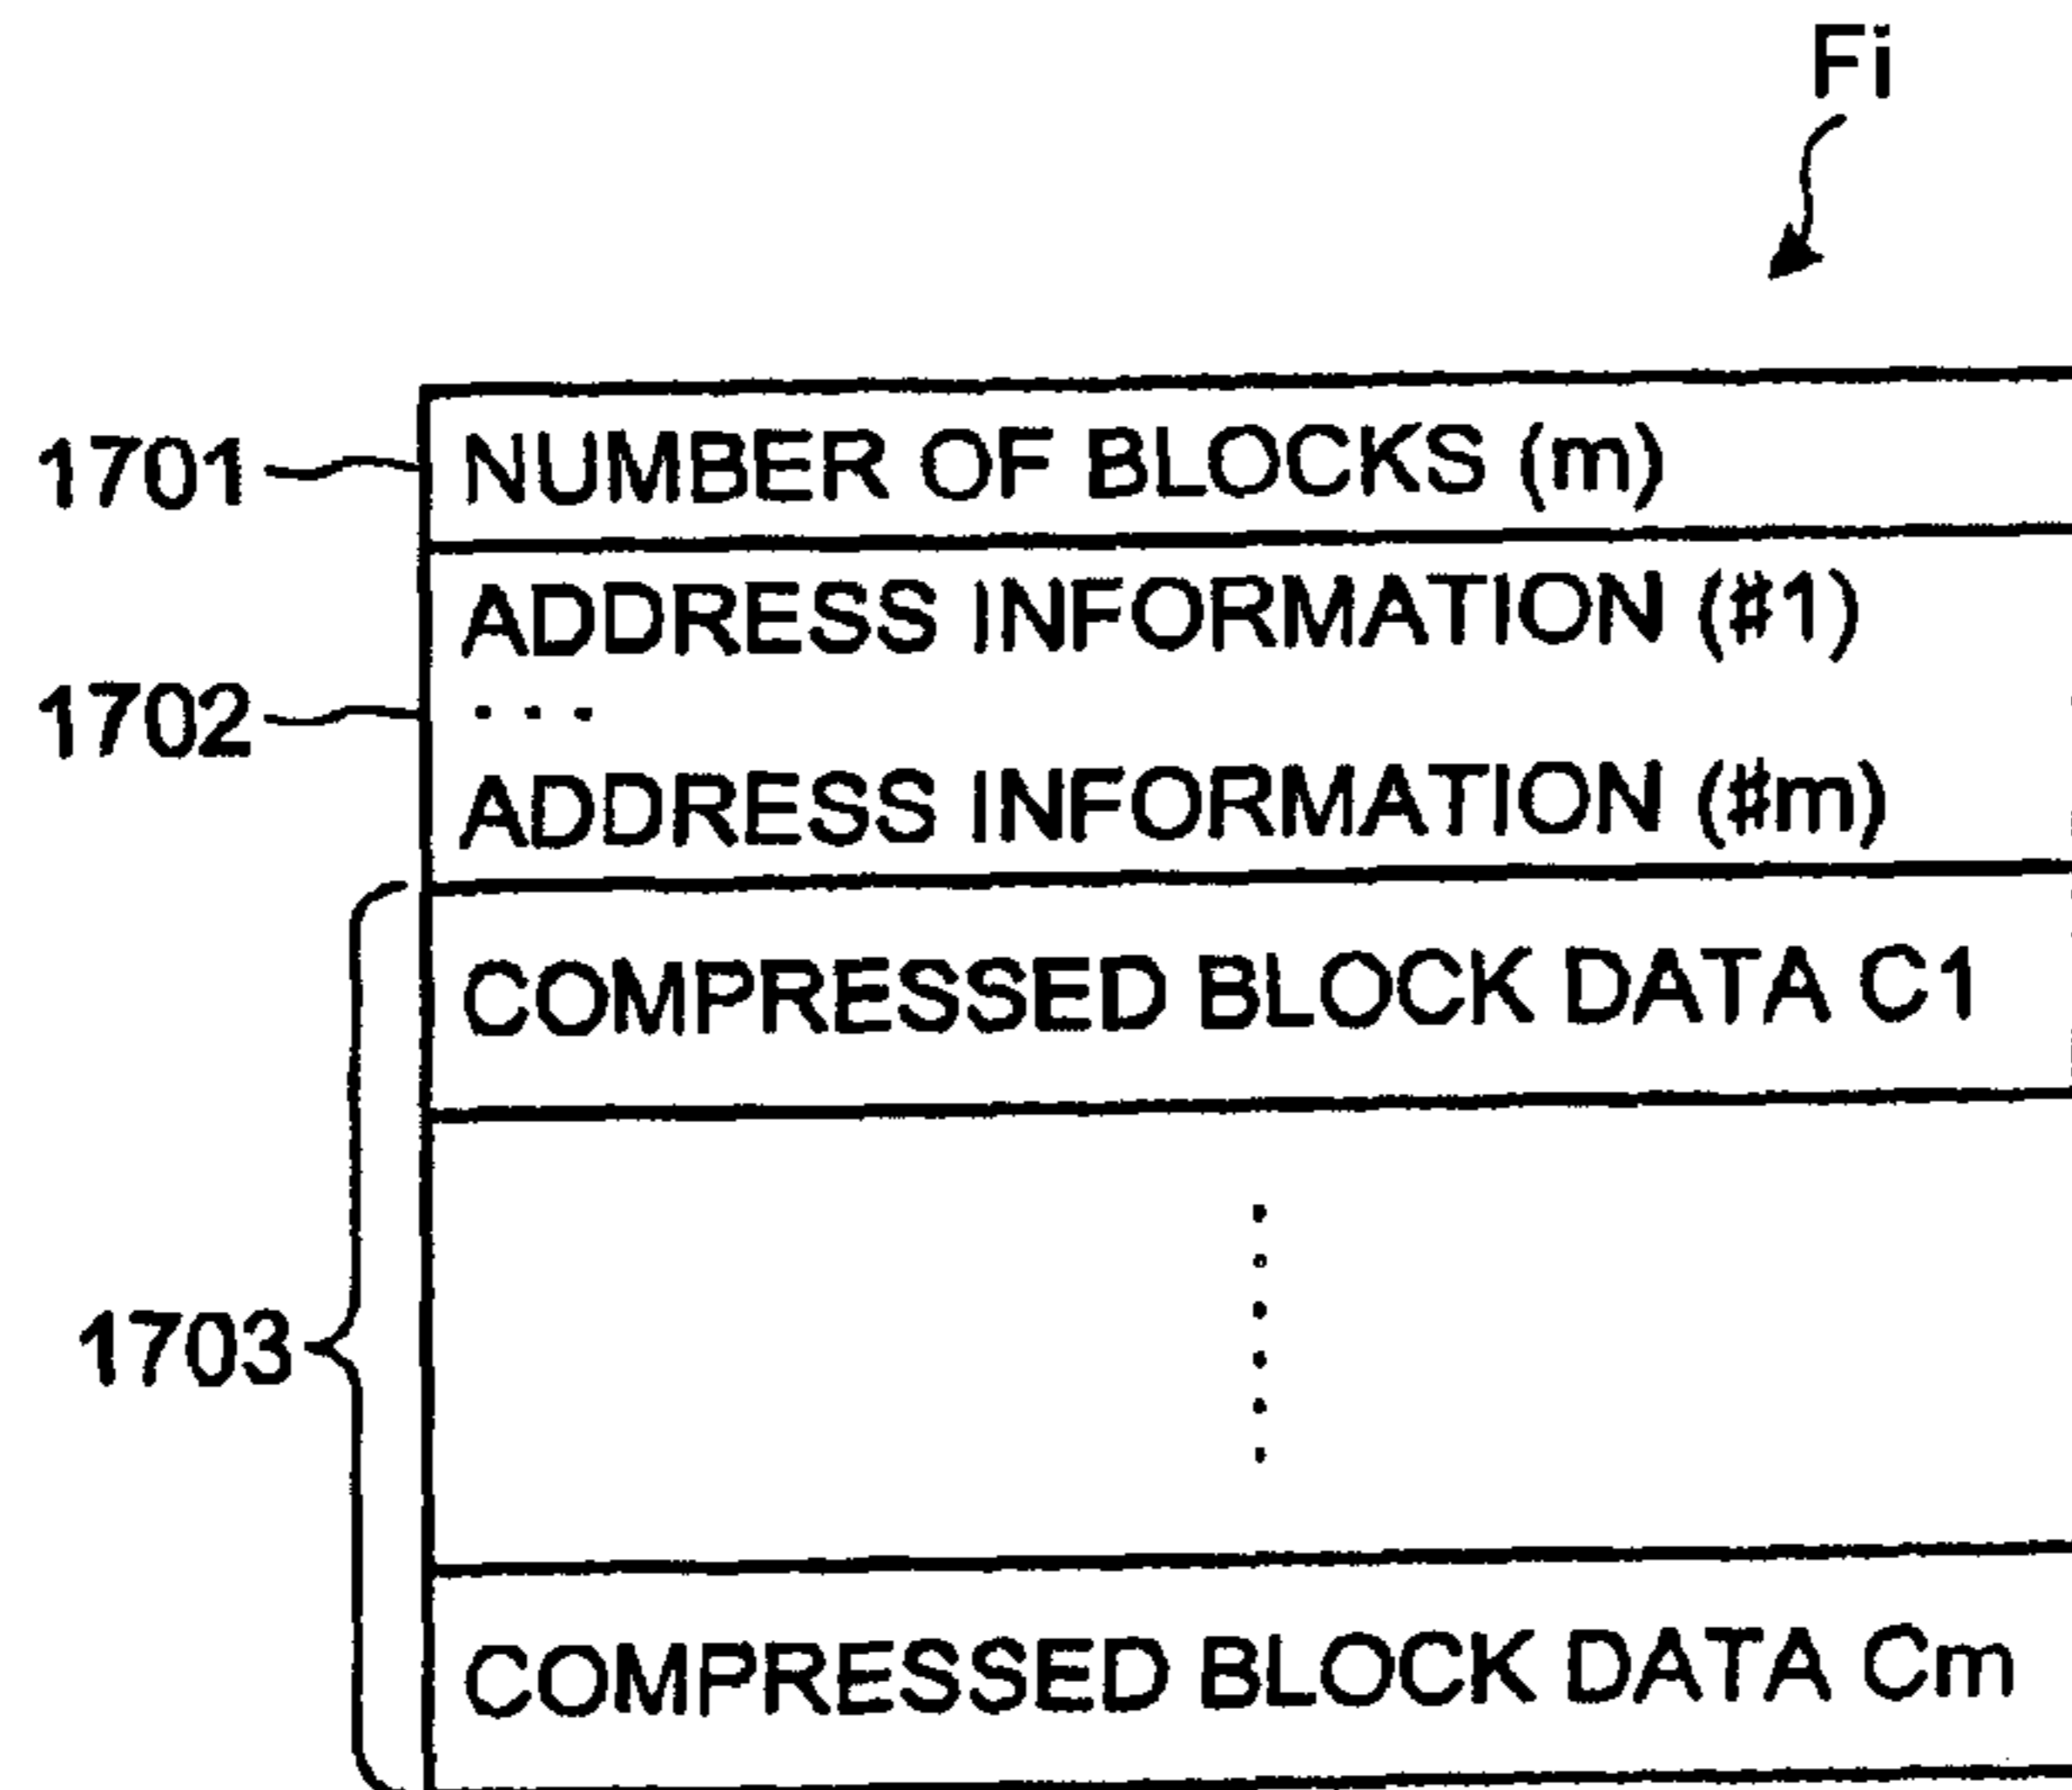 Fi
1701 NUMBER OF BLOCKS (m)
ADDRESS INFORMATION (#1)
1702 . . .
ADDRESS INFORMATION (#m)
COMPRESSED BLOCK DATA C1
1703
COMPRESSED BLOCK DATA Cm